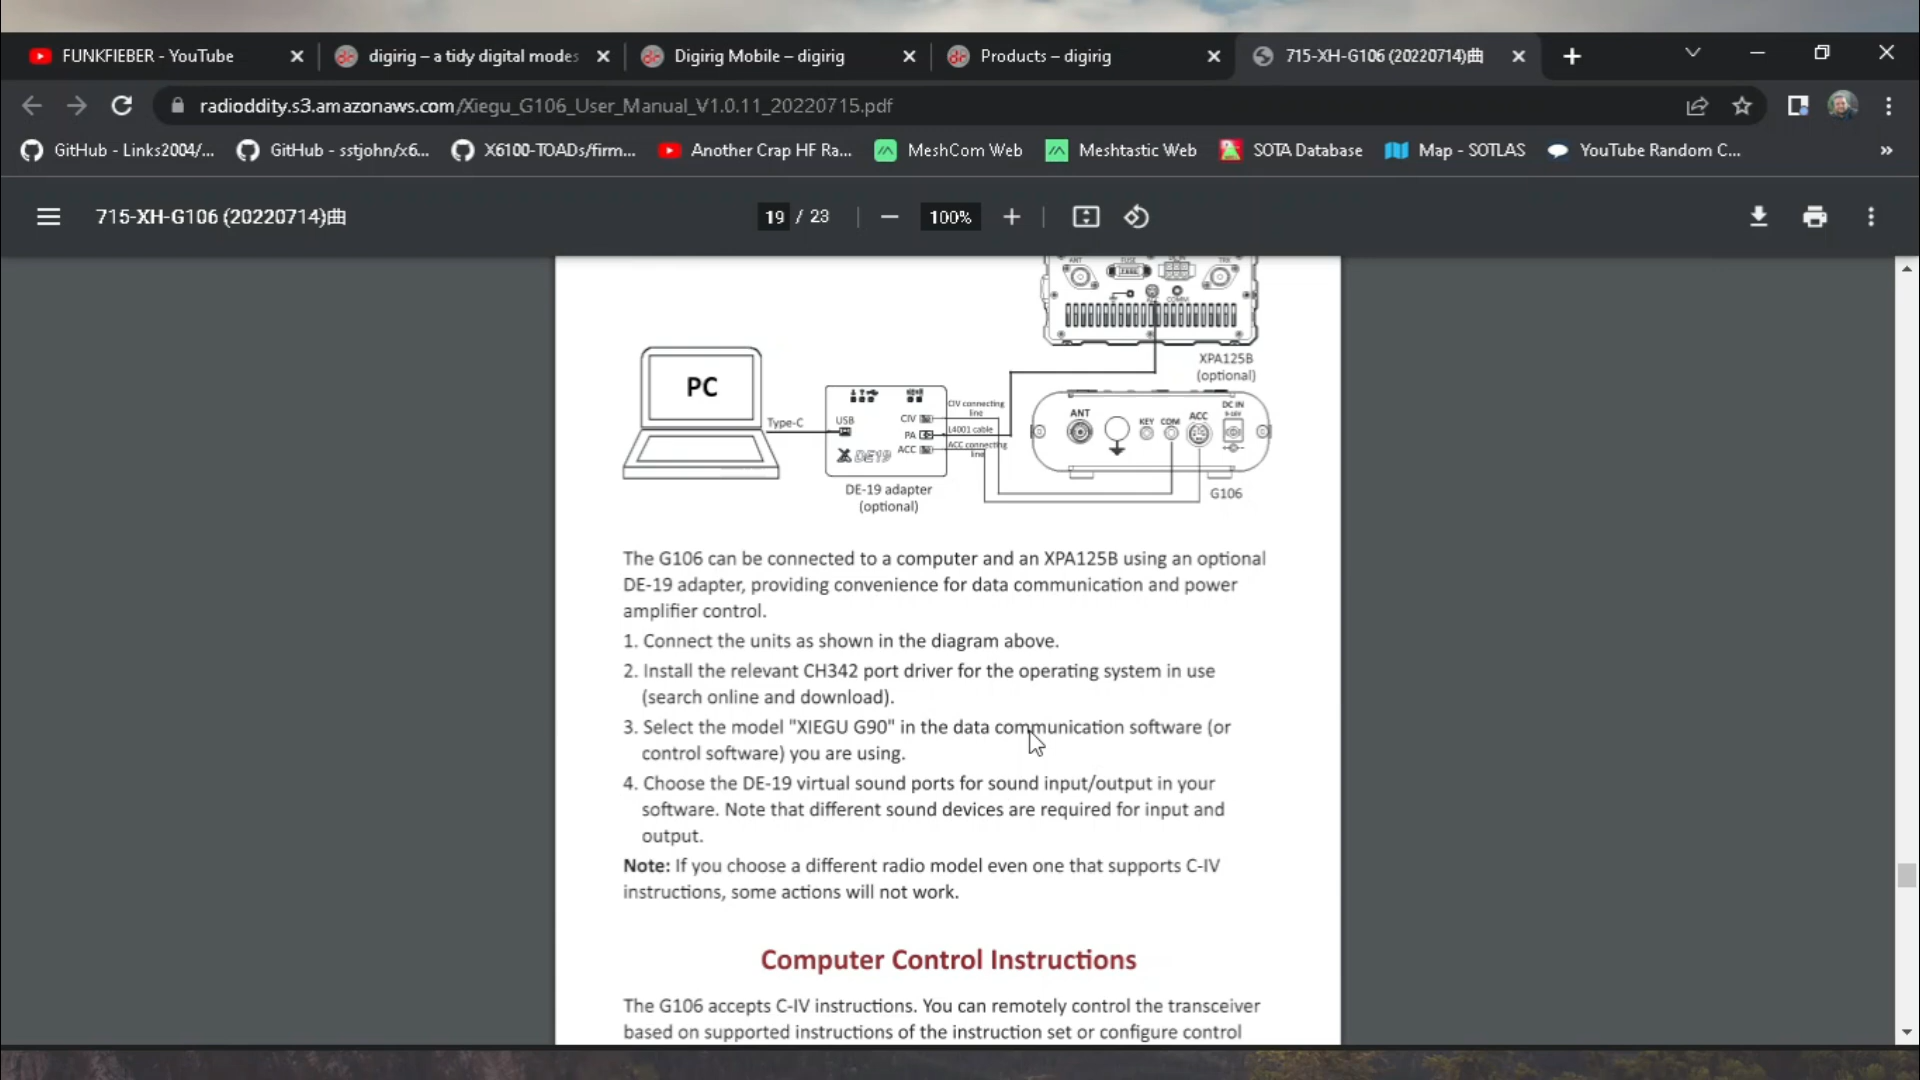 FUNKFIEBER - YouTube
digirig – a tidy digital modes
Digirig Mobile – digirig
Products – digirig
715-XH-G106 (20220714)曲
radioddity.s3.amazonaws.com/Xiegu_G106_User_Manual_V1.0.11_20220715.pdf
GitHub - Links2004/...
GitHub - sstjohn/x6...
X6100-TOADs/firm...
Another Crap HF Ra...
MeshCom Web
Meshtastic Web
SOTA Database
Map - SOTLAS
YouTube Random C...
»
715-XH-G106 (20220714)曲
19 / 23
100%
ANT
FUSE
DC IN
TRX
COMM
XPA125B
(optional)
PC
Type-C
USB
CIV
PA
ACC
DE19
CIV connecting
line
L4001 cable
ACC connecting
line
DE-19 adapter
(optional)
ANT
KEY
COM
ACC
DC IN
G106
The G106 can be connected to a computer and an XPA125B using an optional
DE-19 adapter, providing convenience for data communication and power
amplifier control.
1. Connect the units as shown in the diagram above.
2. Install the relevant CH342 port driver for the operating system in use
(search online and download).
3. Select the model "XIEGU G90" in the data communication software (or
control software) you are using.
4. Choose the DE-19 virtual sound ports for sound input/output in your
software. Note that different sound devices are required for input and
output.
Note: If you choose a different radio model even one that supports C-IV
instructions, some actions will not work.
Computer Control Instructions
The G106 accepts C-IV instructions. You can remotely control the transceiver
based on supported instructions of the instruction set or configure control